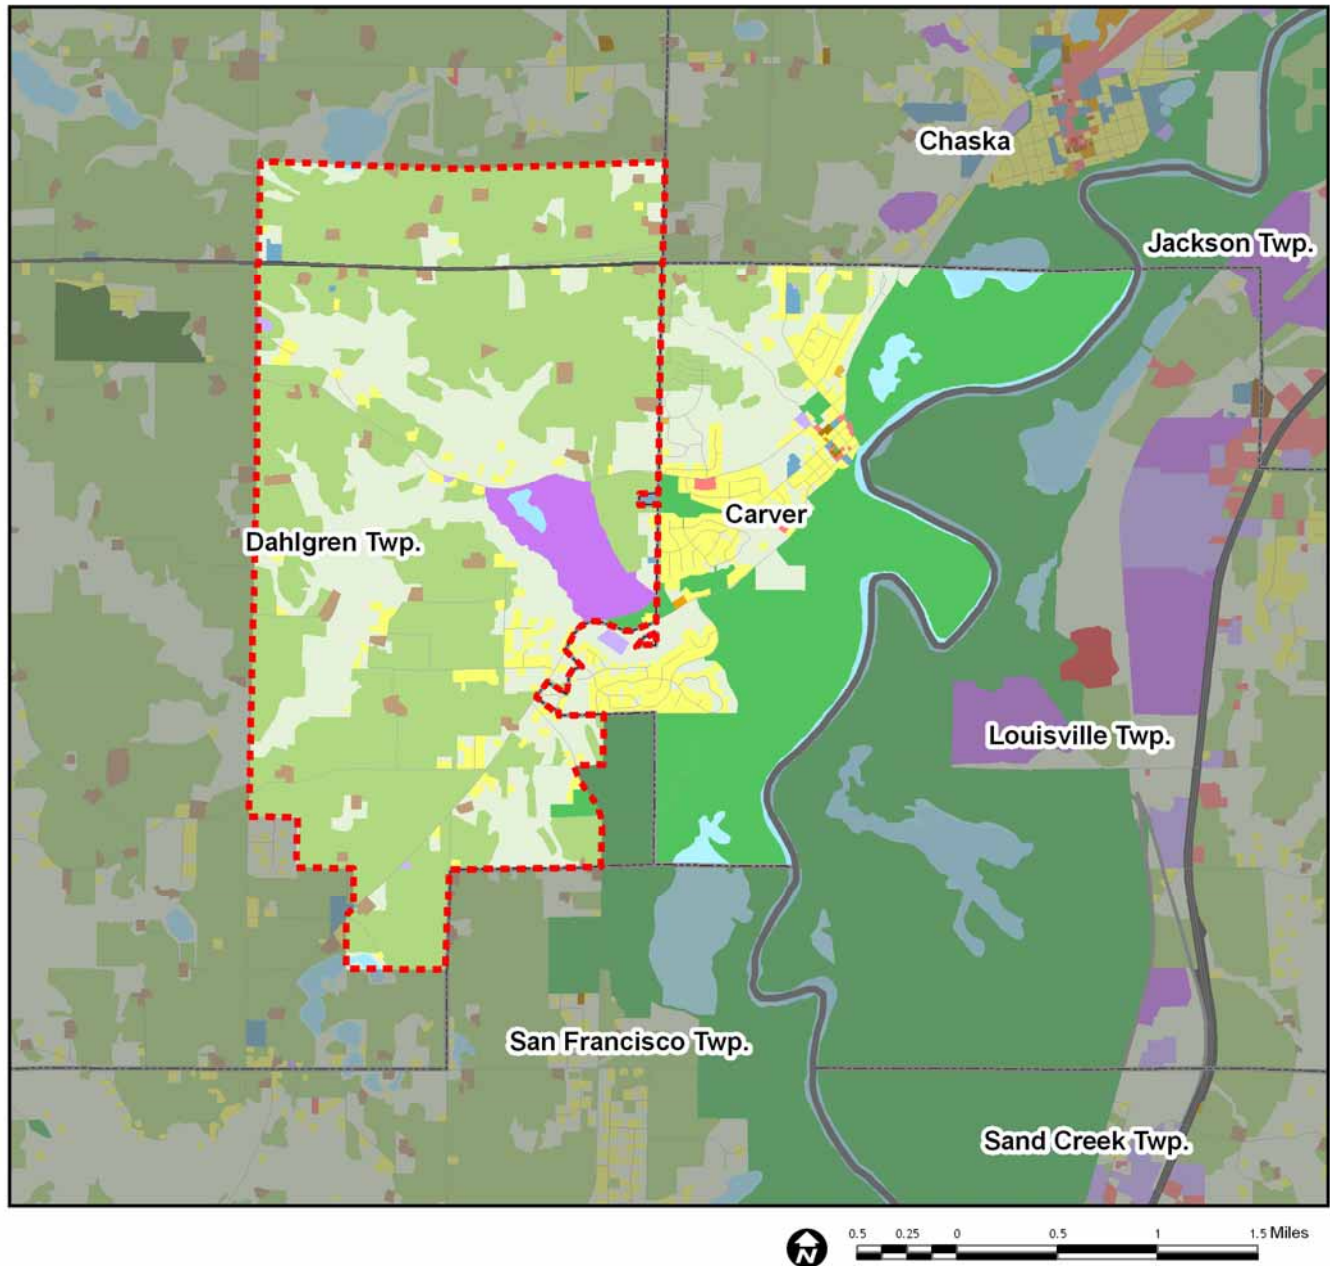 Chaska
Jackson Twp.
Carver
Dahlgren Twp.
Louisville Twp.
San Francisco Twp.
Sand Creek Twp.
N
0.5 0.25 0 0.5 1 1.5 Miles